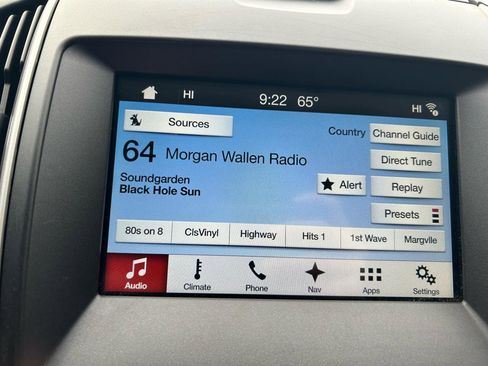 HI 9:22 65° HI
Sources
Country
Channel Guide
64 Morgan Wallen Radio
Direct Tune
Soundgarden
Black Hole Sun
Alert
Replay
Presets
80s on 8 ClsVinyl Highway Hits 1 1st Wave Margvlle
Audio Climate Phone Nav Apps Settings